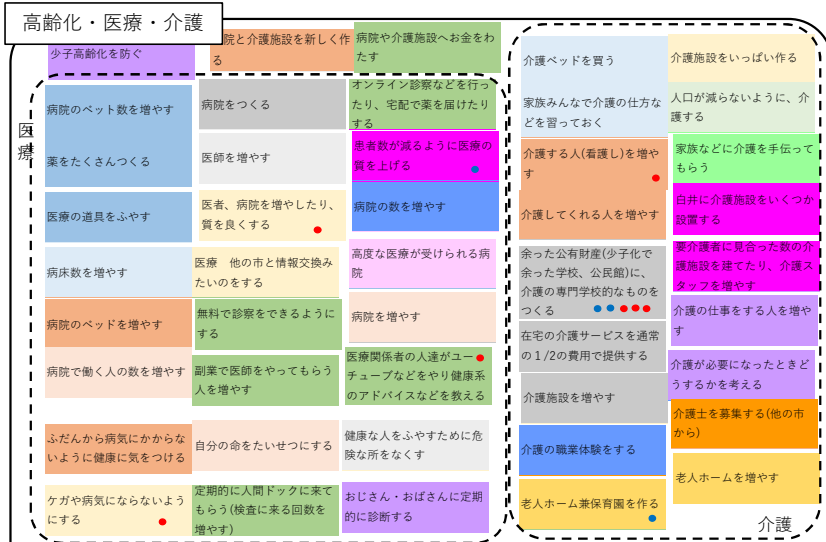 高齢化・医療・介護
少子高齢化を防ぐ
院と介護施設を新しく作
る
病院や介護施設へお金をわ
たす
医療
病院のベット数を増やす
病院をつくる
オンライン診察などを行っ
たり、宅配で薬を届けたり
する
薬をたくさんつくる
医師を増やす
患者数が減るように医療の
質を上げる
医療の道具をふやす
医者、病院を増やしたり、
質を良くする
病院の数を増やす
病床数を増やす
医療　他の市と情報交換み
たいのをする
高度な医療が受けられる病
院
病院のベッドを増やす
無料で診察をできるように
する
病院を増やす
病院で働く人の数を増やす
副業で医師をやってもらう
人を増やす
医療関係者の人達がユー
チューブなどをやり健康系
のアドバイスなどを教える
ふだんから病気にかからな
いように健康に気をつける
自分の命をたいせつにする
健康な人をふやすために危
険な所をなくす
ケガや病気にならないよう
にする
定期的に人間ドックに来て
もらう(検査に来る回数を
増やす)
おじさん・おばさんに定期
的に診断する
介護ベッドを買う
介護施設をいっぱい作る
家族みんなで介護の仕方な
どを習っておく
人口が減らないように、介
護する
介護する人(看護し)を増や
す
家族などに介護を手伝って
もらう
介護してくれる人を増やす
白井に介護施設をいくつか
設置する
余った公有財産(少子化で
余った学校、公民館)に、
介護の専門学校的なものを
つくる
要介護者に見合った数の介
護施設を建てたり、介護ス
タッフを増やす
介護の仕事をする人を増や
す
在宅の介護サービスを通常
の１/2の費用で提供する
介護が必要になったときど
うするかを考える
介護施設を増やす
介護士を募集する(他の市
から)
介護の職業体験をする
老人ホームを増やす
老人ホーム兼保育園を作る
介護